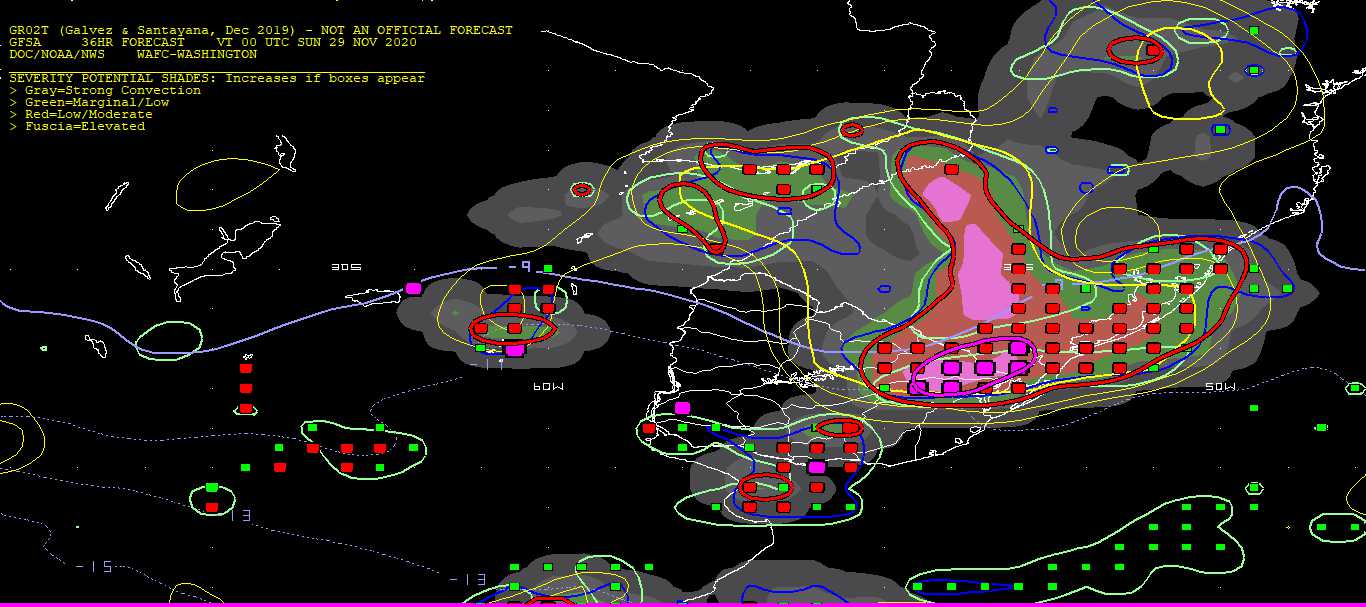 GR02T (Galvez & Santayana, Dec 2019) - NOT AN OFFICIAL FORECAST
GFSA    36HR FORECAST    VT 00 UTC SUN 29 NOV 2020
DOC/NOAA/NWS    WAFC-WASHINGTON
SEVERITY POTENTIAL SHADES: Increases if boxes appear
> Gray=Strong Convection
> Green=Marginal/Low
> Red=Low/Moderate
> Fuscia=Elevated
30S
-9
60W
50W
-13
-15